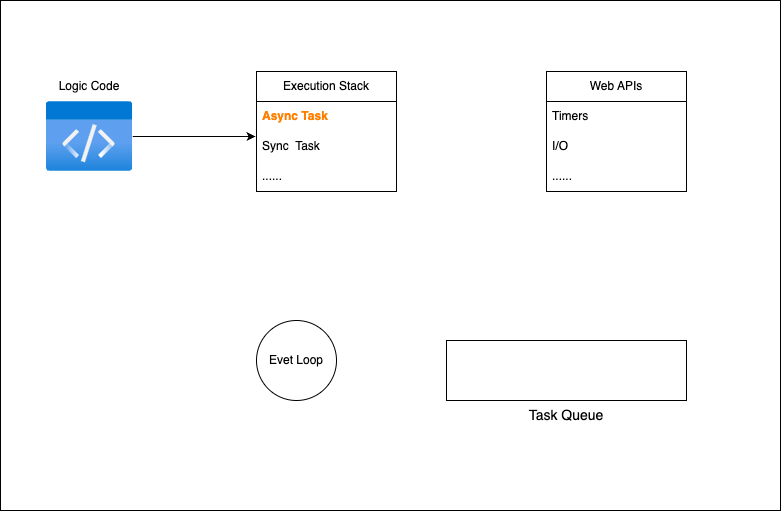 Logic Code
Execution Stack
Async Task
Sync  Task
......
Web APIs
Timers
I/O
......
Evet Loop
Task Queue